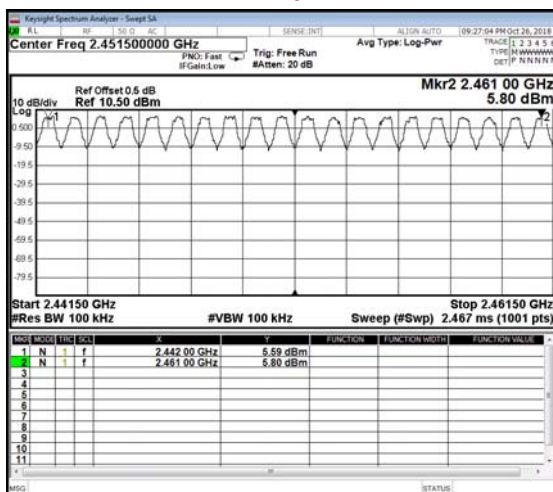 Keysight Spectrum Analyzer - Swept SA
RL RF 50 Ω AC SENSE:INT ALIGN AUTO 09:27:04 PM Oct 26, 2018
Center Freq 2.451500000 GHz
PNO: Fast Trig: Free Run Avg Type: Log-Pwr TRACE 1 2 3 4 5
IFGain:Low #Atten: 20 dB TYPE M
DET P N N N N
Mkr2 2.461 00 GHz
Ref Offset 0.5 dB
10 dB/div Ref 10.50 dBm 5.80 dBm
Log
1 2
0.500
-9.50
-19.5
-29.5
-39.5
-49.5
-59.5
-69.5
-79.5
Start 2.44150 GHz Stop 2.46150 GHz
#Res BW 100 kHz #VBW 100 kHz Sweep (#Swp) 2.467 ms (1001 pts)
MKR MODE TRC SCL X Y FUNCTION FUNCTION WIDTH FUNCTION VALUE
1 N 1 f 2.442 00 GHz 5.59 dBm
2 N 1 f 2.461 00 GHz 5.80 dBm
3
4
5
6
7
8
9
10
11
MSG STATUS